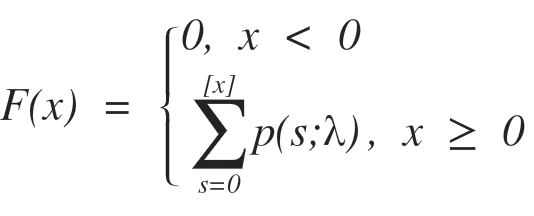 F(x) = { 0, x < 0
[x]
∑ p(s;λ), x ≥ 0
s=0